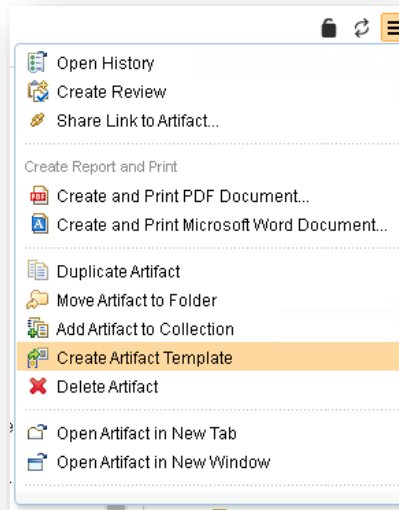 Open History
Create Review
Share Link to Artifact...
Create Report and Print
Create and Print PDF Document...
Create and Print Microsoft Word Document...
Duplicate Artifact
Move Artifact to Folder
Add Artifact to Collection
Create Artifact Template
Delete Artifact
Open Artifact in New Tab
Open Artifact in New Window